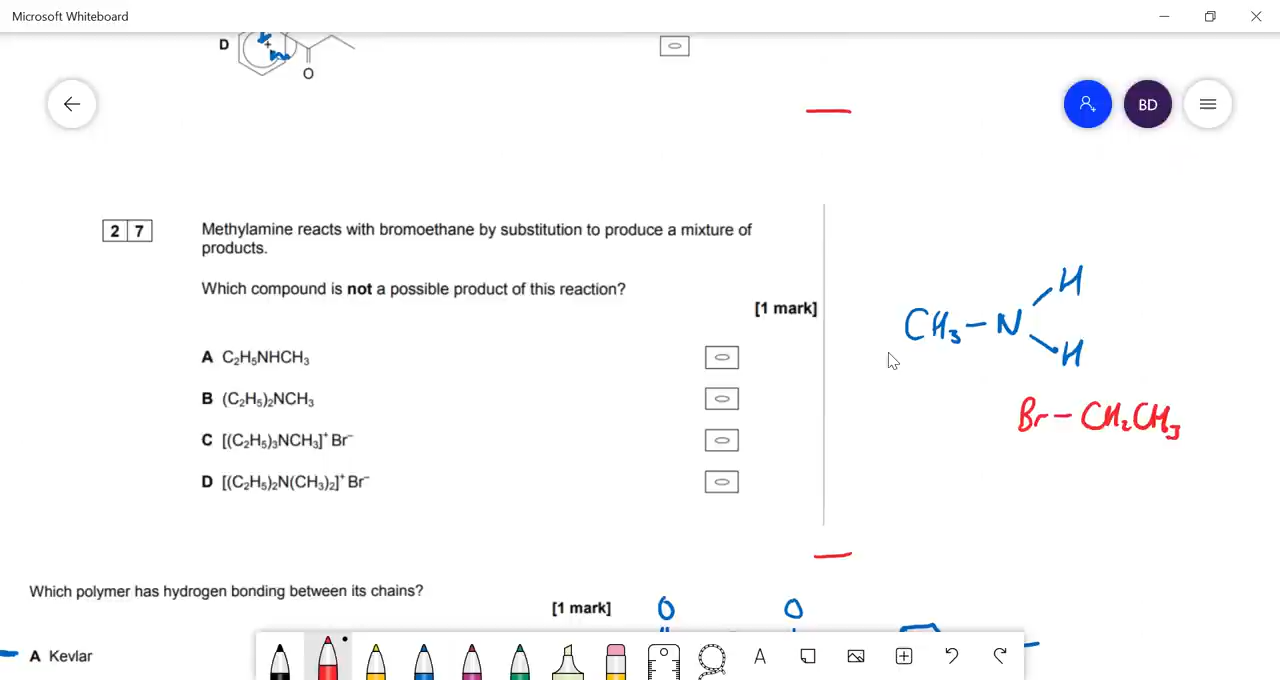 Microsoft Whiteboard
D
+
O
BD
2 7
Methylamine reacts with bromoethane by substitution to produce a mixture of
products.
Which compound is not a possible product of this reaction?
[1 mark]
A C₂H₅NHCH₃
B (C₂H₅)₂NCH₃
C [(C₂H₅)₃NCH₃]⁺ Br⁻
D [(C₂H₅)₂N(CH₃)₂]⁺ Br⁻
H
CH₃–N
H
Br–CH₂CH₃
Which polymer has hydrogen bonding between its chains?
[1 mark]
O O
A Kevlar
A